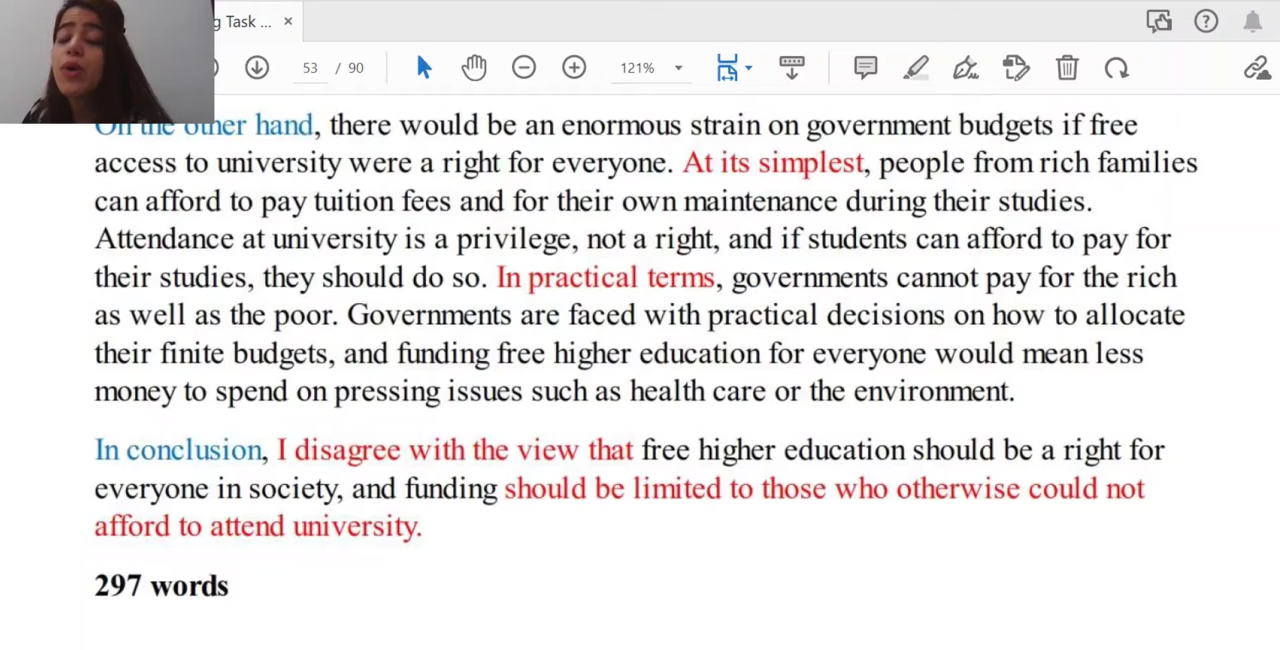 g Task ... ×
53 / 90
121%
On the other hand, there would be an enormous strain on government budgets if free
access to university were a right for everyone. At its simplest, people from rich families
can afford to pay tuition fees and for their own maintenance during their studies.
Attendance at university is a privilege, not a right, and if students can afford to pay for
their studies, they should do so. In practical terms, governments cannot pay for the rich
as well as the poor. Governments are faced with practical decisions on how to allocate
their finite budgets, and funding free higher education for everyone would mean less
money to spend on pressing issues such as health care or the environment.
In conclusion, I disagree with the view that free higher education should be a right for
everyone in society, and funding should be limited to those who otherwise could not
afford to attend university.
297 words